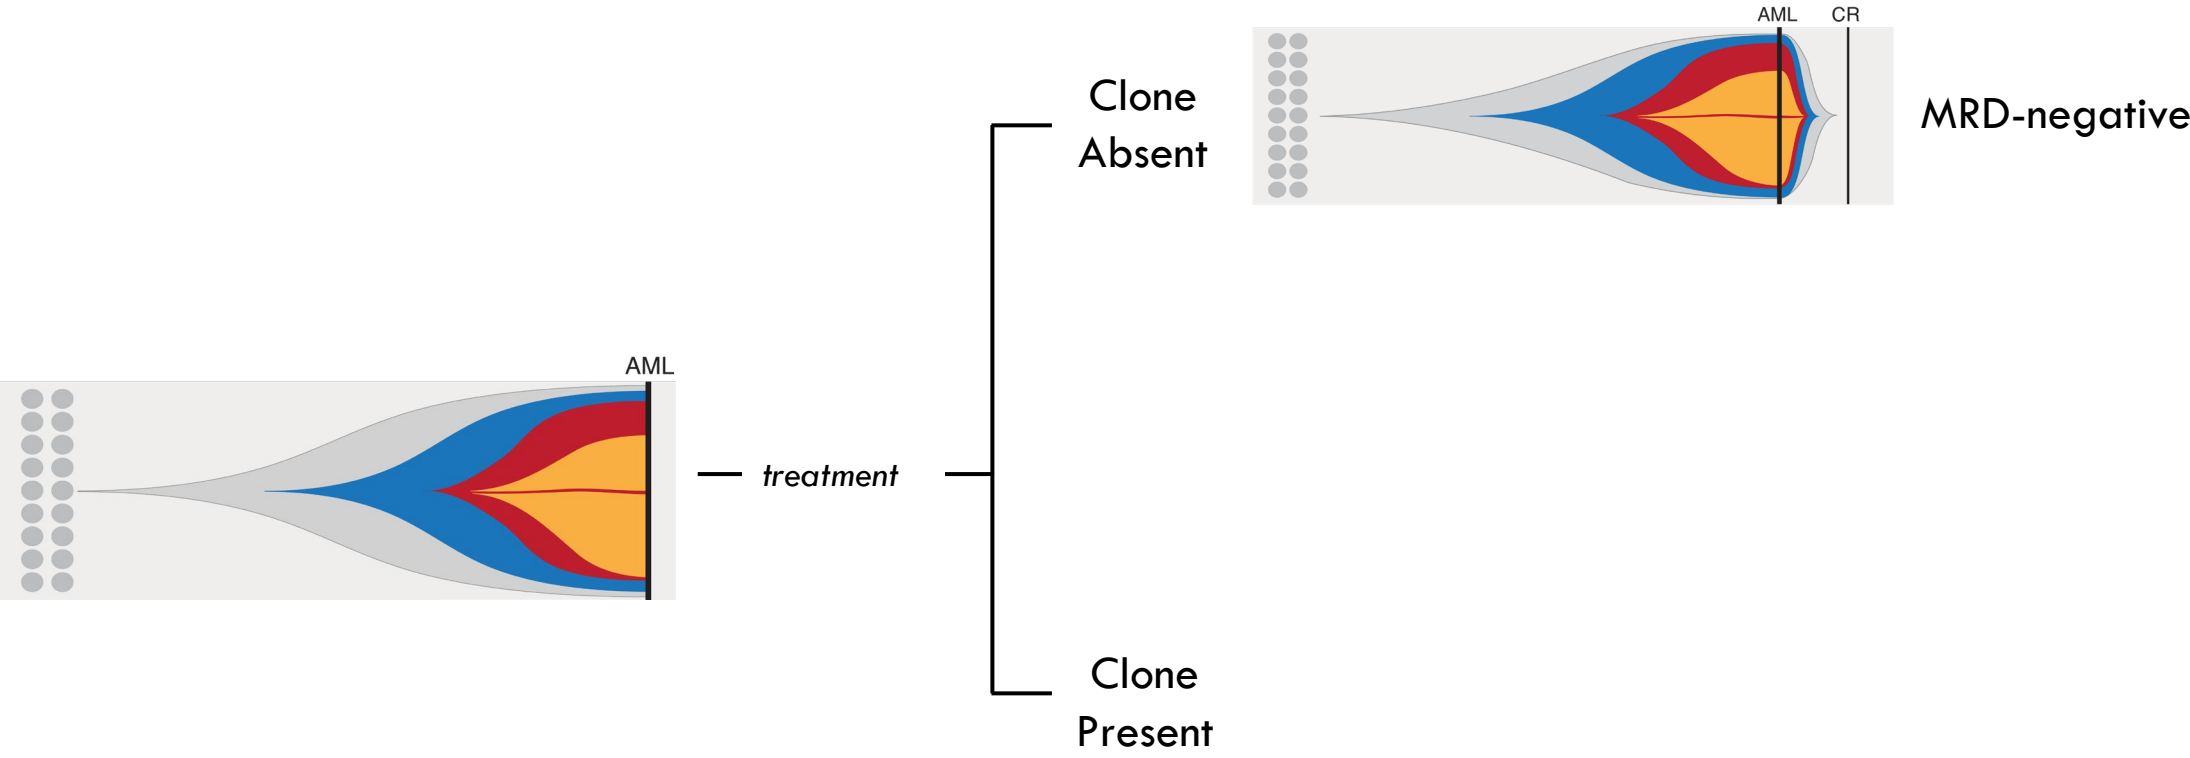 AML CR
Clone
Absent
MRD-negative
AML
treatment
Clone
Present